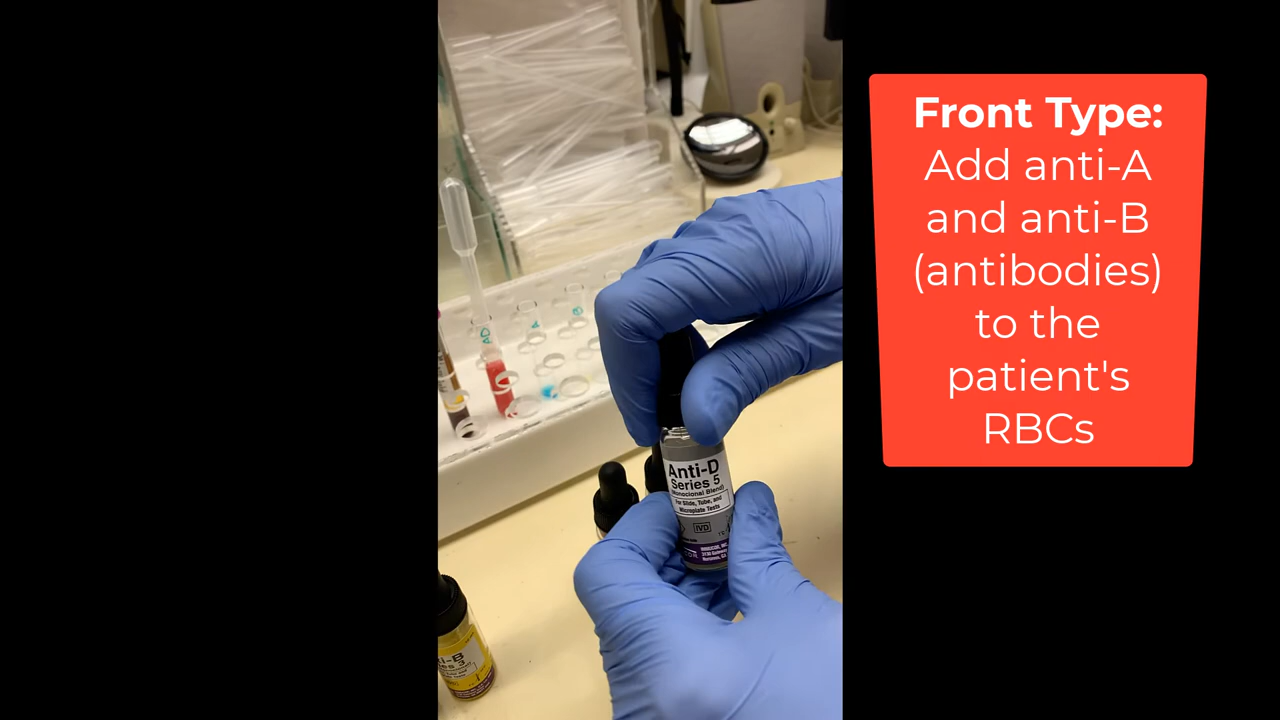 Front Type:
Add anti-A
and anti-B
(antibodies)
to the
patient's
RBCs
Anti-D
Series 5
(Monoclonal Blend)
For Slide, Tube, and
Microplate Tests
IVD
A
B